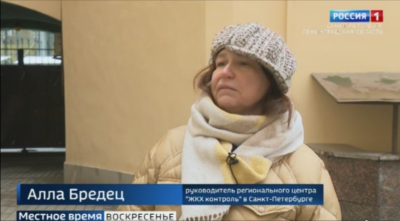 РОССИЯ 1
Алла Бредец
руководитель регионального центра
"ЖКХ контроль" в Санкт-Петербурге
Местное время ВОСКРЕСЕНЬЕ